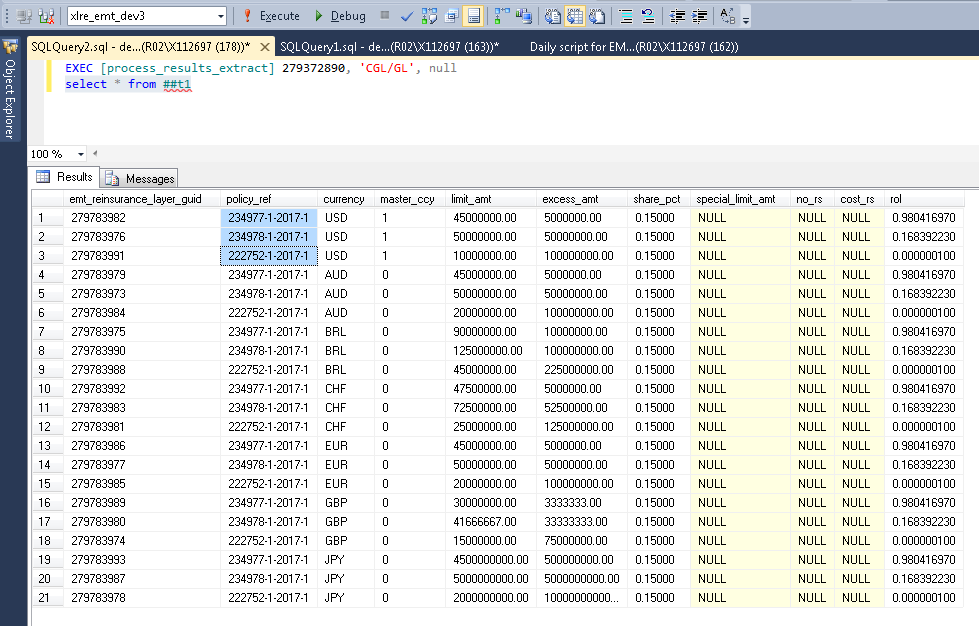 xlre_emt_dev3 Execute Debug
SQLQuery2.sql - de...(R02\X112697 (178))* SQLQuery1.sql - de...(R02\X112697 (163))* Daily script for EM...(R02\X112697 (162))
Object Explorer
EXEC [process_results_extract] 279372890, 'CGL/GL', null
select * from ##t1
100 %
Results Messages
emt_reinsurance_layer_guid policy_ref currency master_ccy limit_amt excess_amt share_pct special_limit_amt no_rs cost_rs rol
1 279783982 234977-1-2017-1 USD 1 45000000.00 5000000.00 0.15000 NULL NULL NULL 0.980416970
2 279783976 234978-1-2017-1 USD 1 50000000.00 50000000.00 0.15000 NULL NULL NULL 0.168392230
3 279783991 222752-1-2017-1 USD 1 10000000.00 100000000.00 0.15000 NULL NULL NULL 0.000000100
4 279783979 234977-1-2017-1 AUD 0 45000000.00 5000000.00 0.15000 NULL NULL NULL 0.980416970
5 279783973 234978-1-2017-1 AUD 0 50000000.00 50000000.00 0.15000 NULL NULL NULL 0.168392230
6 279783984 222752-1-2017-1 AUD 0 20000000.00 100000000.00 0.15000 NULL NULL NULL 0.000000100
7 279783975 234977-1-2017-1 BRL 0 90000000.00 10000000.00 0.15000 NULL NULL NULL 0.980416970
8 279783990 234978-1-2017-1 BRL 0 125000000.00 100000000.00 0.15000 NULL NULL NULL 0.168392230
9 279783988 222752-1-2017-1 BRL 0 45000000.00 225000000.00 0.15000 NULL NULL NULL 0.000000100
10 279783992 234977-1-2017-1 CHF 0 47500000.00 5000000.00 0.15000 NULL NULL NULL 0.980416970
11 279783983 234978-1-2017-1 CHF 0 72500000.00 52500000.00 0.15000 NULL NULL NULL 0.168392230
12 279783981 222752-1-2017-1 CHF 0 25000000.00 125000000.00 0.15000 NULL NULL NULL 0.000000100
13 279783986 234977-1-2017-1 EUR 0 45000000.00 5000000.00 0.15000 NULL NULL NULL 0.980416970
14 279783977 234978-1-2017-1 EUR 0 50000000.00 50000000.00 0.15000 NULL NULL NULL 0.168392230
15 279783985 222752-1-2017-1 EUR 0 20000000.00 100000000.00 0.15000 NULL NULL NULL 0.000000100
16 279783989 234977-1-2017-1 GBP 0 30000000.00 3333333.00 0.15000 NULL NULL NULL 0.980416970
17 279783980 234978-1-2017-1 GBP 0 41666667.00 33333333.00 0.15000 NULL NULL NULL 0.168392230
18 279783974 222752-1-2017-1 GBP 0 15000000.00 75000000.00 0.15000 NULL NULL NULL 0.000000100
19 279783993 234977-1-2017-1 JPY 0 4500000000.00 500000000.00 0.15000 NULL NULL NULL 0.980416970
20 279783987 234978-1-2017-1 JPY 0 5000000000.00 5000000000.00 0.15000 NULL NULL NULL 0.168392230
21 279783978 222752-1-2017-1 JPY 0 2000000000.00 10000000000... 0.15000 NULL NULL NULL 0.000000100